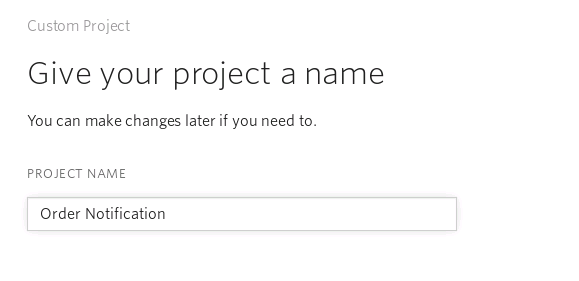 Custom Project
Give your project a name
You can make changes later if you need to.
PROJECT NAME
Order Notification